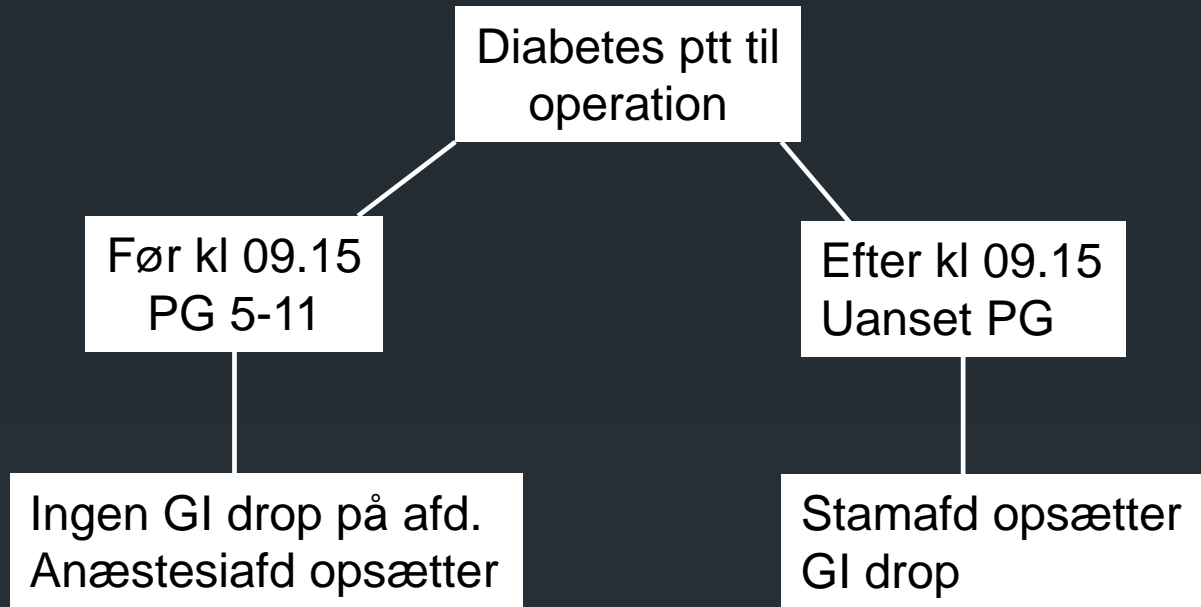 Diabetes ptt til
operation
Før kl 09.15
PG 5-11
Efter kl 09.15
Uanset PG
Ingen GI drop på afd.
Anæstesiafd opsætter
Stamafd opsætter
GI drop